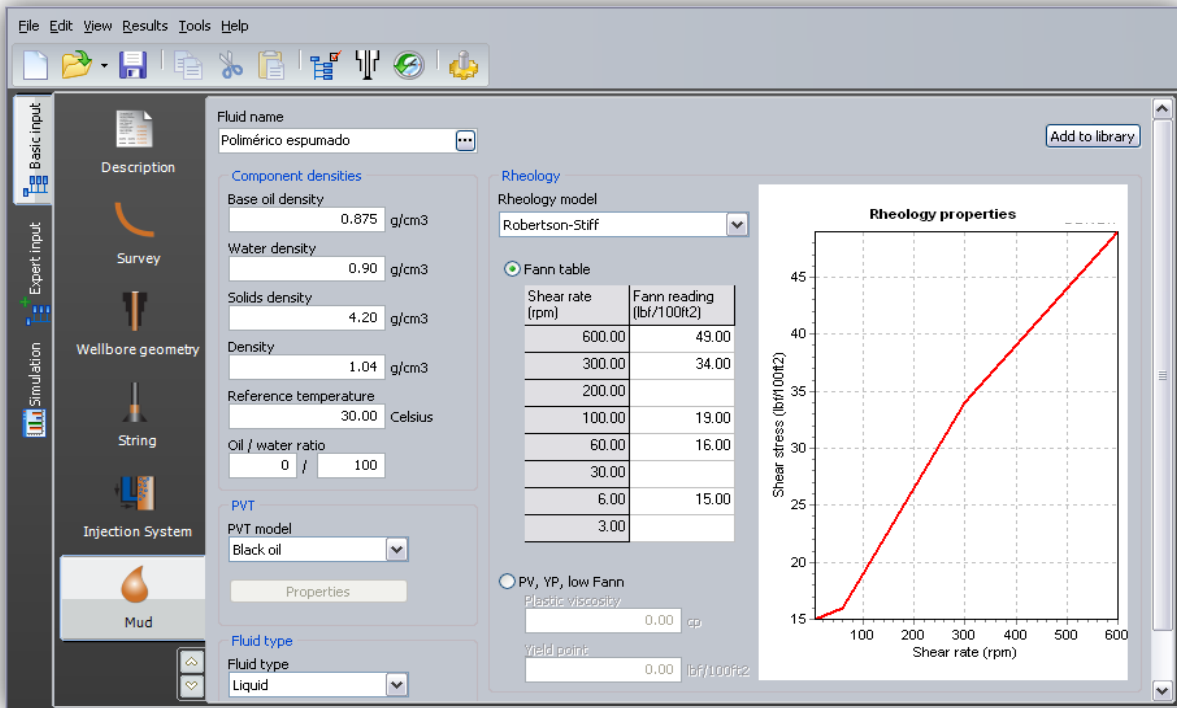 File Edit View Results Tools Help
Basic input
Expert input
Simulation
Description
Survey
Wellbore geometry
String
Injection System
Mud
Fluid name
Polimérico espumado
...
Add to library
Component densities
Base oil density
0.875 g/cm3
Water density
0.90 g/cm3
Solids density
4.20 g/cm3
Density
1.04 g/cm3
Reference temperature
30.00 Celsius
Oil / water ratio
0 / 100
PVT
PVT model
Black oil
Properties
Fluid type
Fluid type
Liquid
Rheology
Rheology model
Robertson-Stiff
Fann table
Shear rate (rpm) Fann reading (lbf/100ft2)
600.00 49.00
300.00 34.00
200.00
100.00 19.00
60.00 16.00
30.00
6.00 15.00
3.00
PV, YP, low Fann
Plastic viscosity
0.00 cp
Yield point
0.00 lbf/100ft2
Rheology properties
Shear stress (lbf/100ft2)
45
40
35
30
25
20
15
100 200 300 400 500 600
Shear rate (rpm)